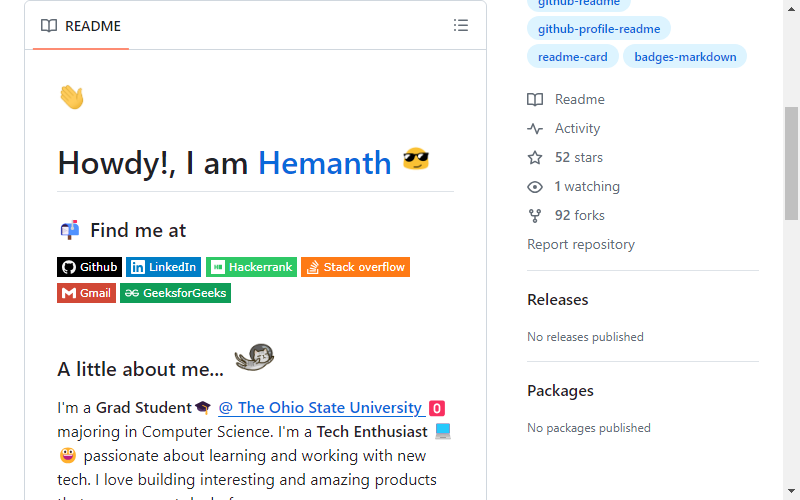 README
👋
Howdy!, I am Hemanth 😎
📬 Find me at
Github LinkedIn Hackerrank Stack overflow
Gmail GeeksforGeeks
A little about me...
I'm a Grad Student🎓 @ The Ohio State University 🅾
majoring in Computer Science. I'm a Tech Enthusiast 💻
😃 passionate about learning and working with new
tech. I love building interesting and amazing products
github-readme
github-profile-readme
readme-card badges-markdown
Readme
Activity
52 stars
1 watching
92 forks
Report repository
Releases
No releases published
Packages
No packages published